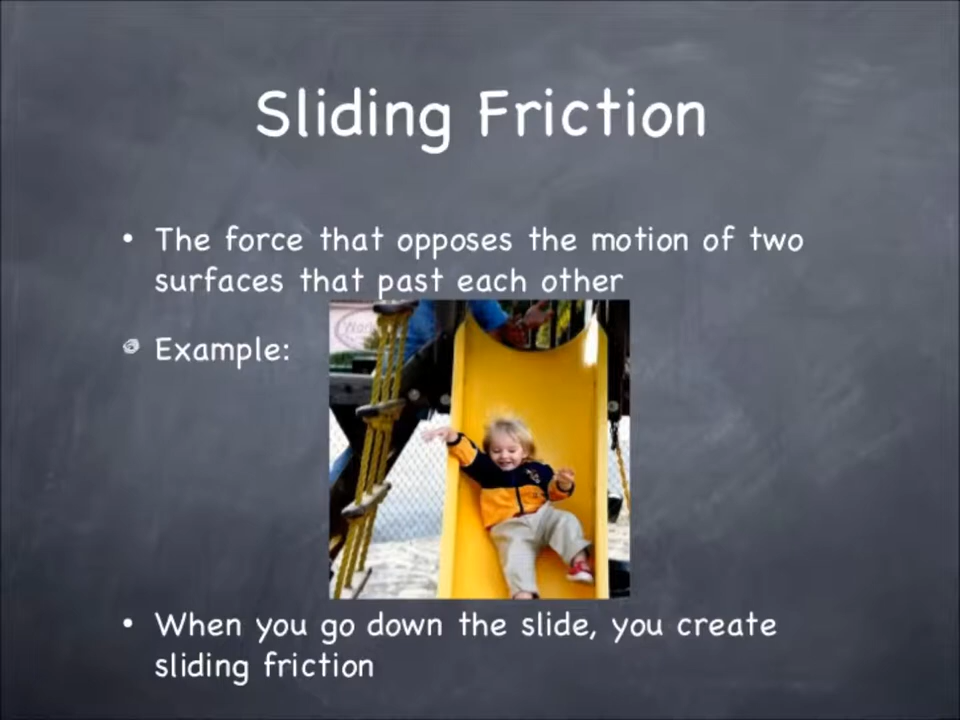 Sliding Friction
• The force that opposes the motion of two
surfaces that past each other
Example:
• When you go down the slide, you create
sliding friction